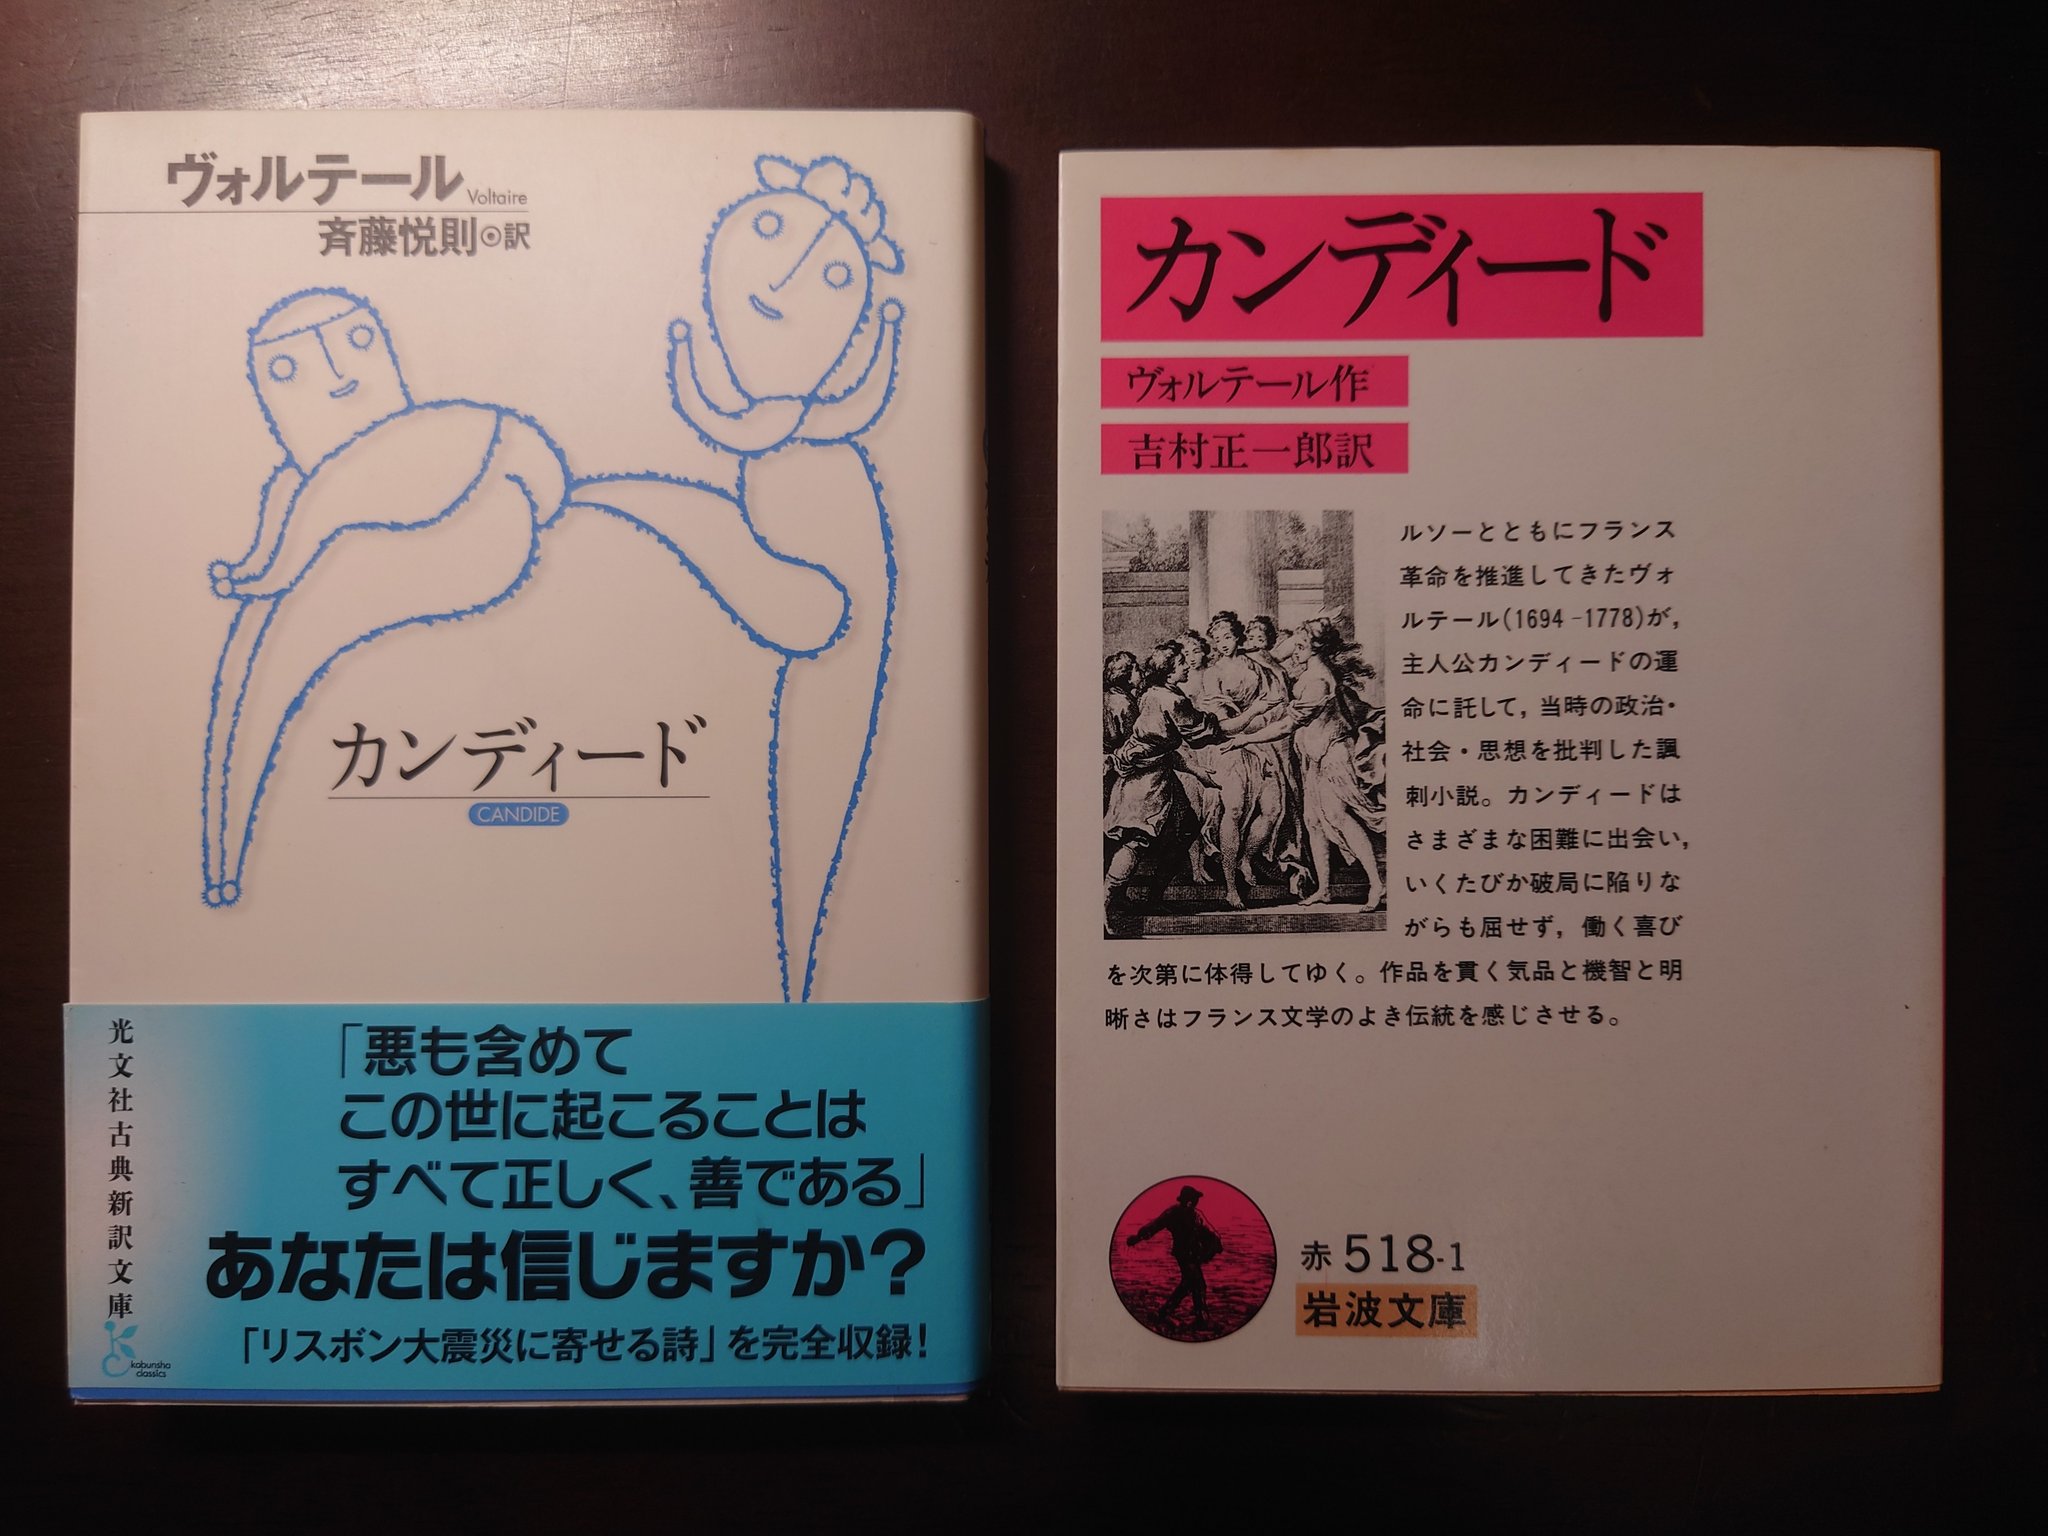 ヴォルテール Voltaire
斉藤悦則◉訳
カンディード
CANDIDE
光文社古典新訳文庫
kobunsha
classics
「悪も含めて
この世に起こることは
すべて正しく、善である」
あなたは信じますか?
「リスボン大震災に寄せる詩」を完全収録!
カンディード
ヴォルテール作
吉村正一郎訳
ルソーとともにフランス
革命を推進してきたヴォ
ルテール(1694-1778)が,
主人公カンディードの運
命に託して,当時の政治・
社会・思想を批判した諷
刺小説。カンディードは
さまざまな困難に出会い,
いくたびか破局に陥りな
がらも屈せず,働く喜び
を次第に体得してゆく。作品を貫く気品と機智と明
晰さはフランス文学のよき伝統を感じさせる。
赤 518-1
岩波文庫